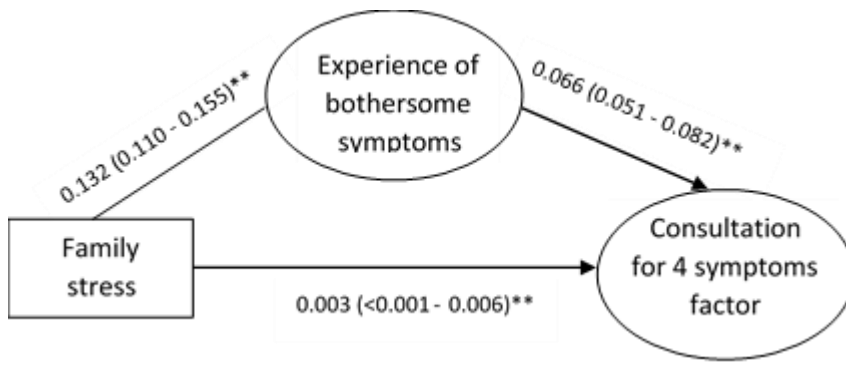 Experience of
bothersome
symptoms
0.132 (0.110 - 0.155)**
0.066 (0.051 - 0.082)**
Family
stress
Consultation
for 4 symptoms
factor
0.003 (<0.001 - 0.006)**